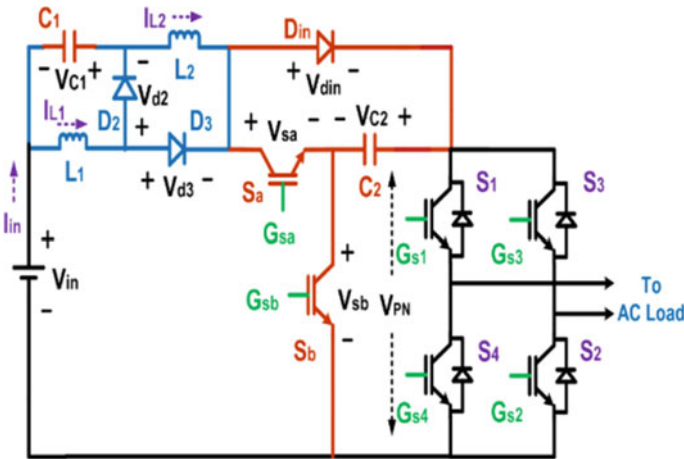 C1
IL2
Din
- VC1 +
-
L2
+ Vdin -
IL1
Vd2
D2
+
D3
+ Vsa -
- VC2 +
L1
+ Vd3 -
Sa
C2
S1
S3
Iin
Gsa
Gs1
Gs3
+
Vin
-
+
Gsb
Vsb
VPN
To
AC Load
Sb
-
S4
S2
Gs4
Gs2